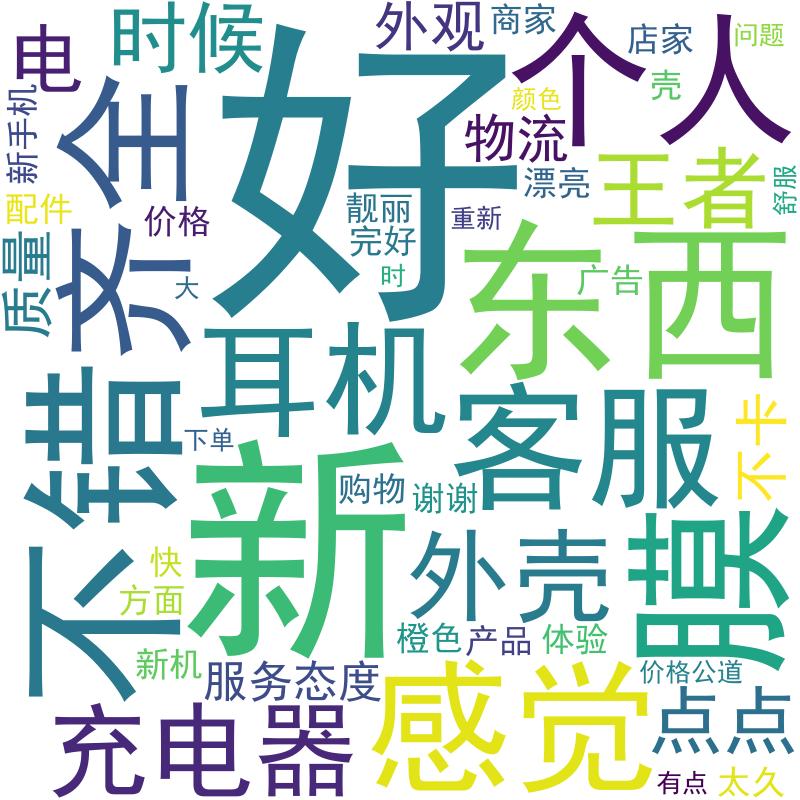 时候
外观
商家
个人
店家
问题
电
好
颜色
壳
新手机
齐全
物流
漂亮
王者
舒服
配件
价格
靓丽
重新
完好
东西
质量
大
时
广告
耳机
不错
客服
不卡
下单
新
购物
谢谢
膜
外壳
快
方面
橙色
产品
体验
新机
服务态度
价格公道
感觉
充电器
点点
有点
太久